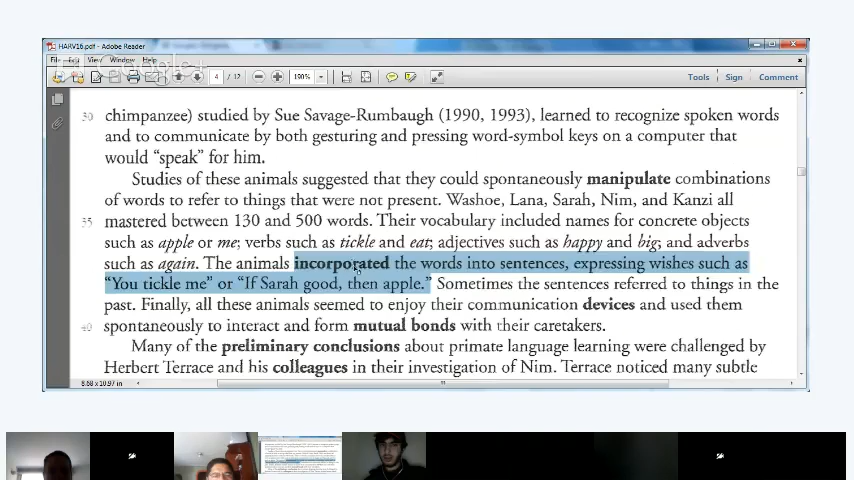 HARV16.pdf - Adobe Reader
File Edit View Window Help
4 / 12 190% Tools Sign Comment
30 chimpanzee) studied by Sue Savage-Rumbaugh (1990, 1993), learned to recognize spoken words
and to communicate by both gesturing and pressing word-symbol keys on a computer that
would “speak” for him.
Studies of these animals suggested that they could spontaneously manipulate combinations
of words to refer to things that were not present. Washoe, Lana, Sarah, Nim, and Kanzi all
35 mastered between 130 and 500 words. Their vocabulary included names for concrete objects
such as apple or me; verbs such as tickle and eat; adjectives such as happy and big; and adverbs
such as again. The animals incorporated the words into sentences, expressing wishes such as
“You tickle me” or “If Sarah good, then apple.” Sometimes the sentences referred to things in the
past. Finally, all these animals seemed to enjoy their communication devices and used them
40 spontaneously to interact and form mutual bonds with their caretakers.
Many of the preliminary conclusions about primate language learning were challenged by
Herbert Terrace and his colleagues in their investigation of Nim. Terrace noticed many subtle
8.68 x 10.97 in